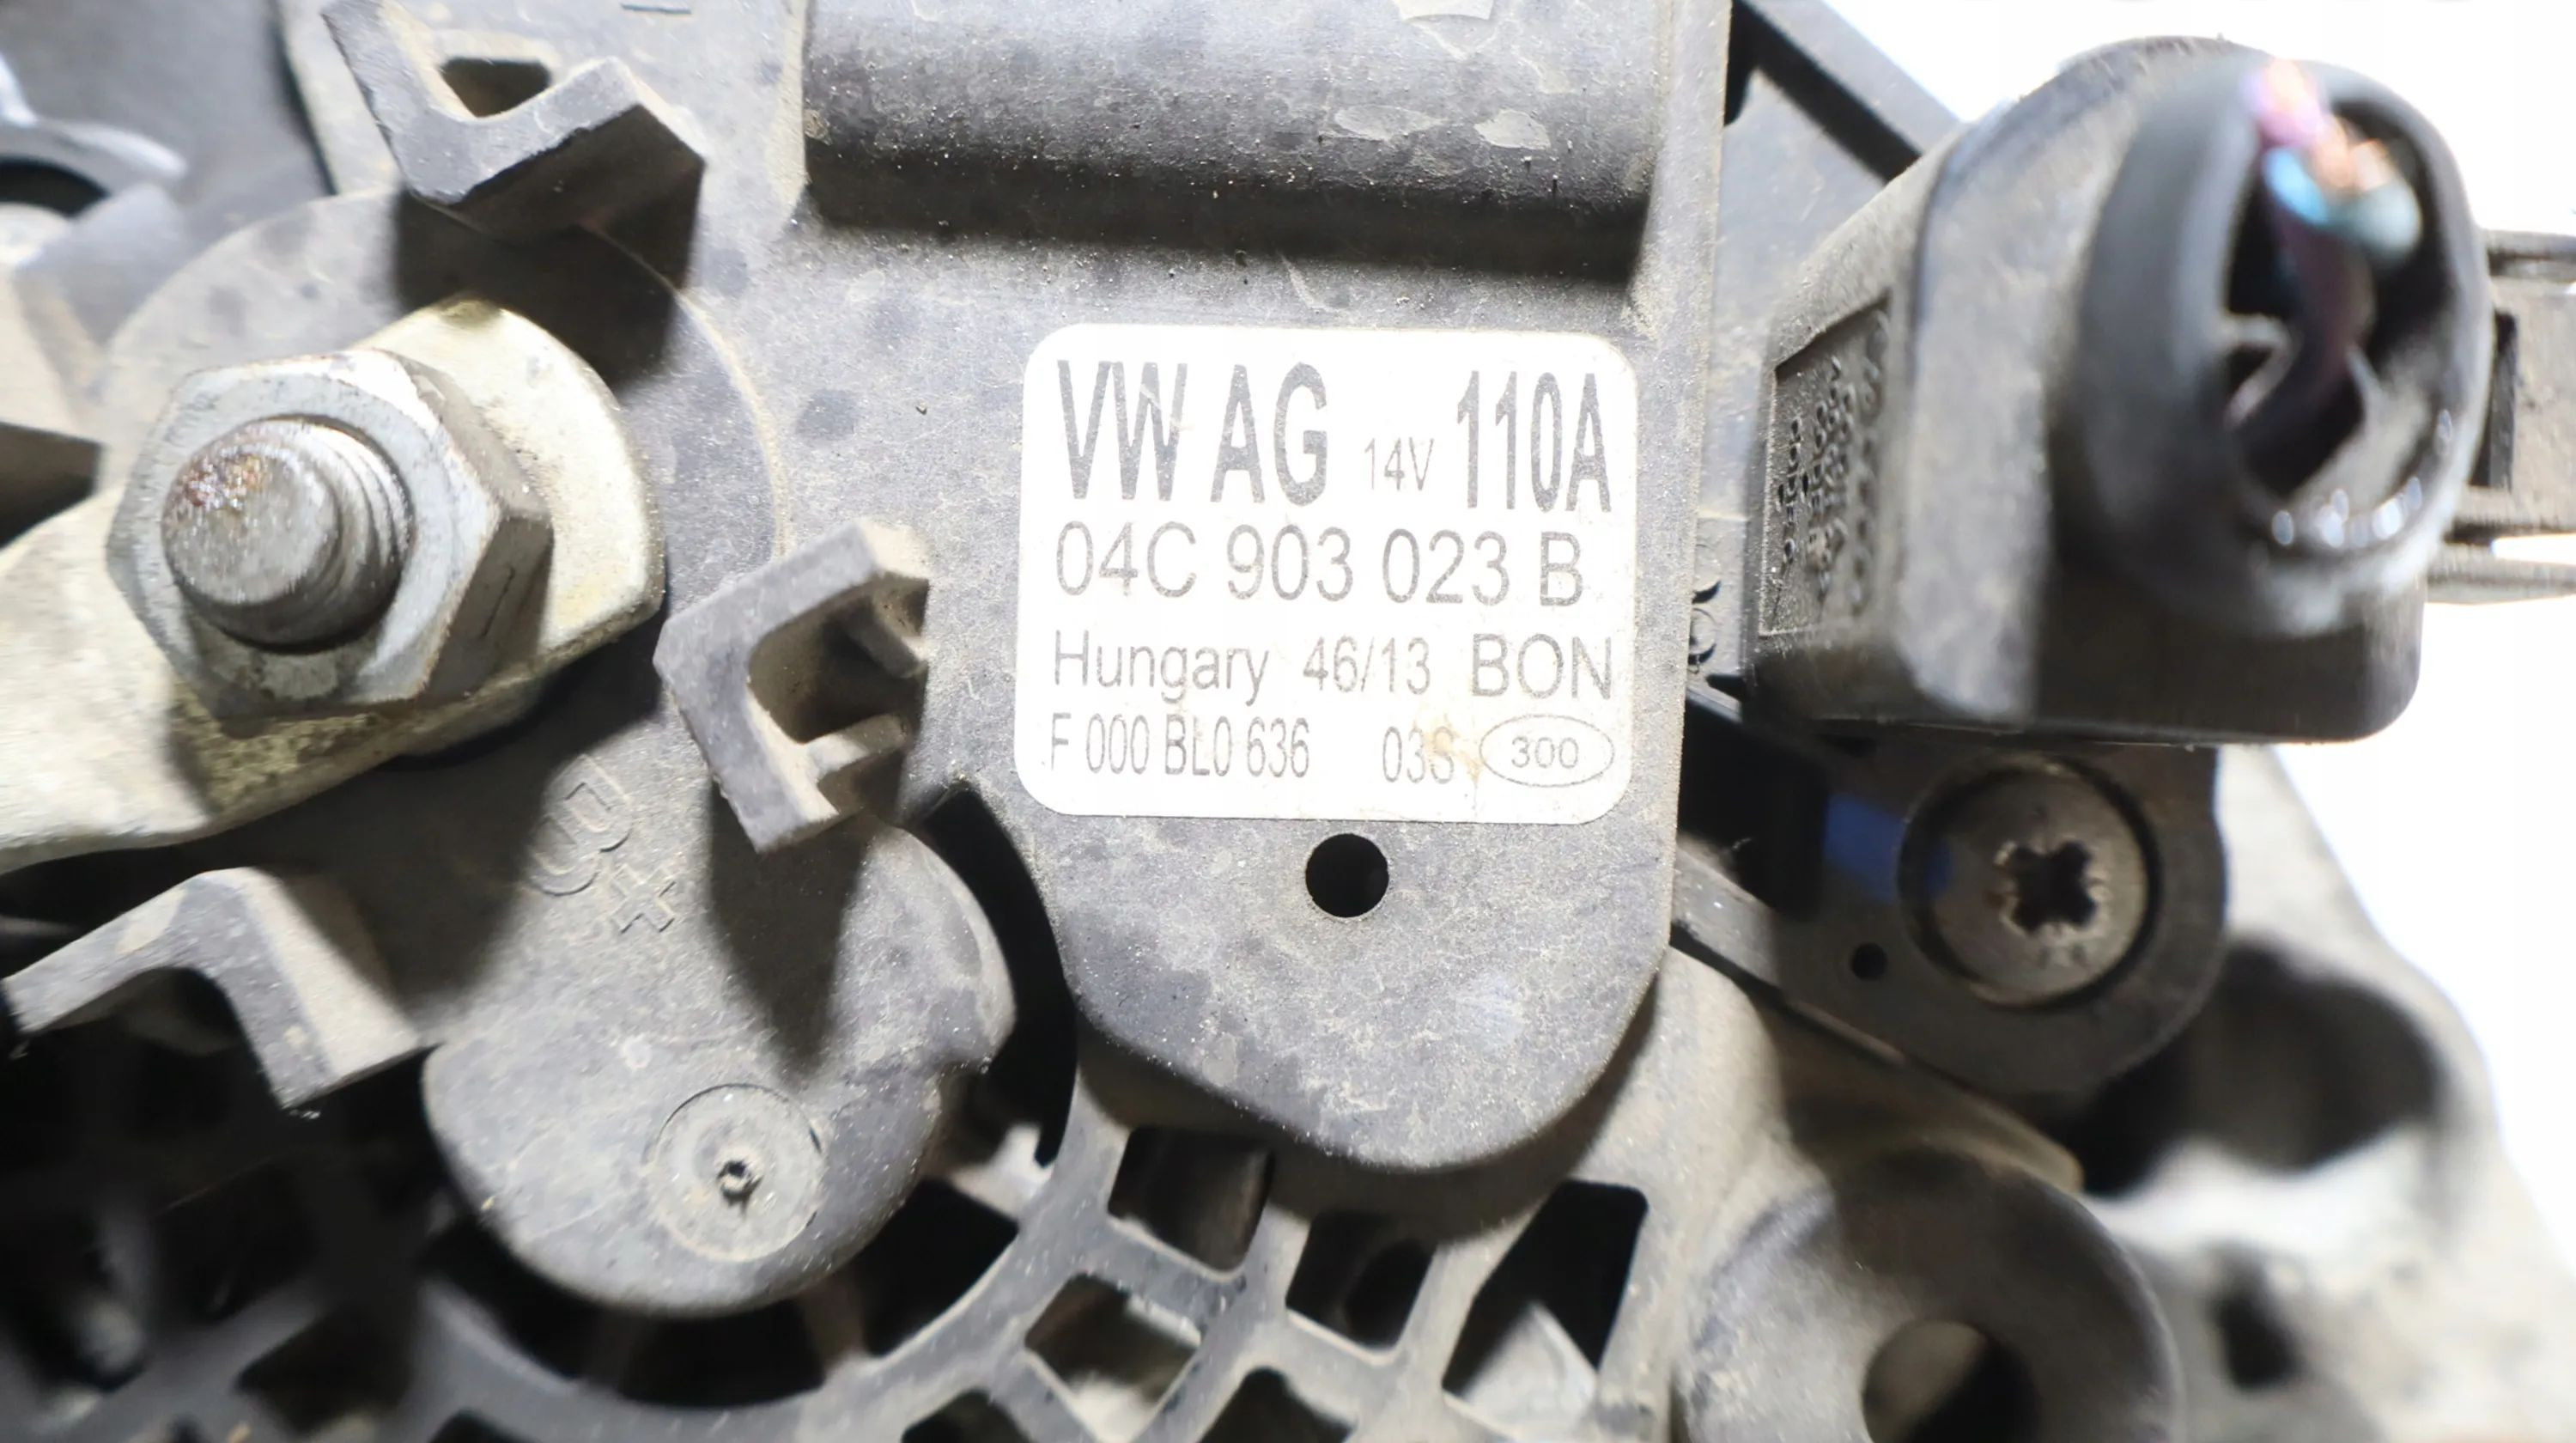 VW AG 14V 110A
04C 903 023 B
Hungary 46/13 BON
F 000 BL0 636 03S 300
B+